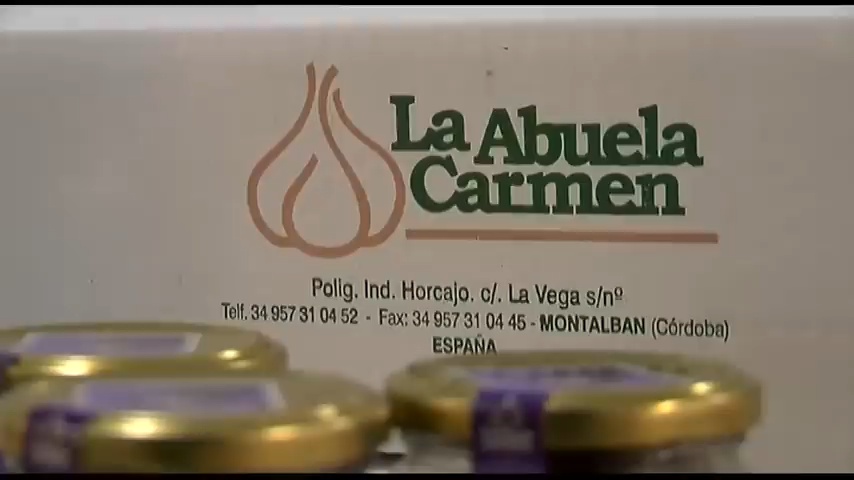 La Abuela
Carmen
Polig. Ind. Horcajo. c/. La Vega s/nº
Telf. 34 957 31 04 52 - Fax: 34 957 31 04 45 - MONTALBAN (Córdoba)
ESPAÑA